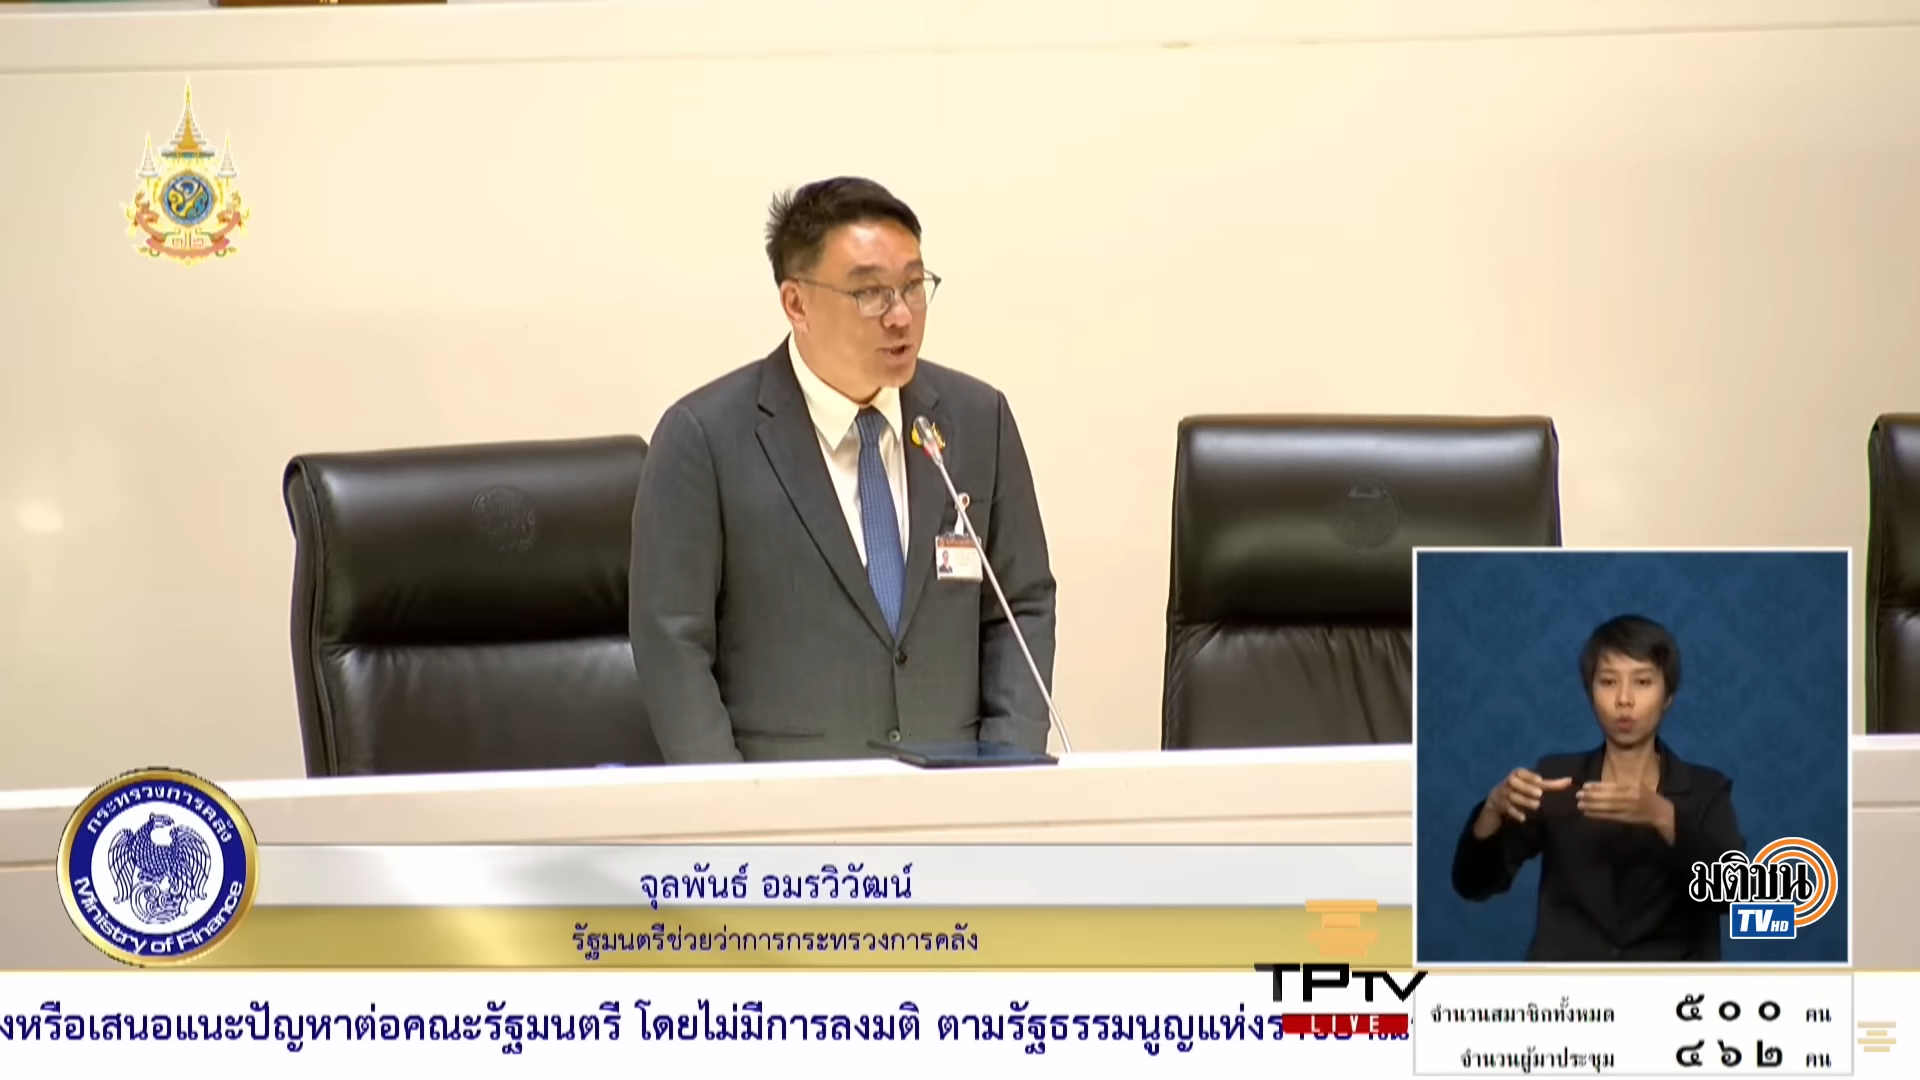 กระทรวงการคลัง
Ministry of Finance
จุลพันธ์ อมรวิวัฒน์
รัฐมนตรีช่วยว่าการกระทรวงการคลัง
มติชน
TV HD
TPTV
LIVE
งหรือเสนอแนะปัญหาต่อคณะรัฐมนตรี โดยไม่มีการลงมติ ตามรัฐธรรมนูญแห่งร
จำนวนสมาชิกทั้งหมด ๕๐๐ คน
จำนวนผู้มาประชุม ๔๖๒ คน